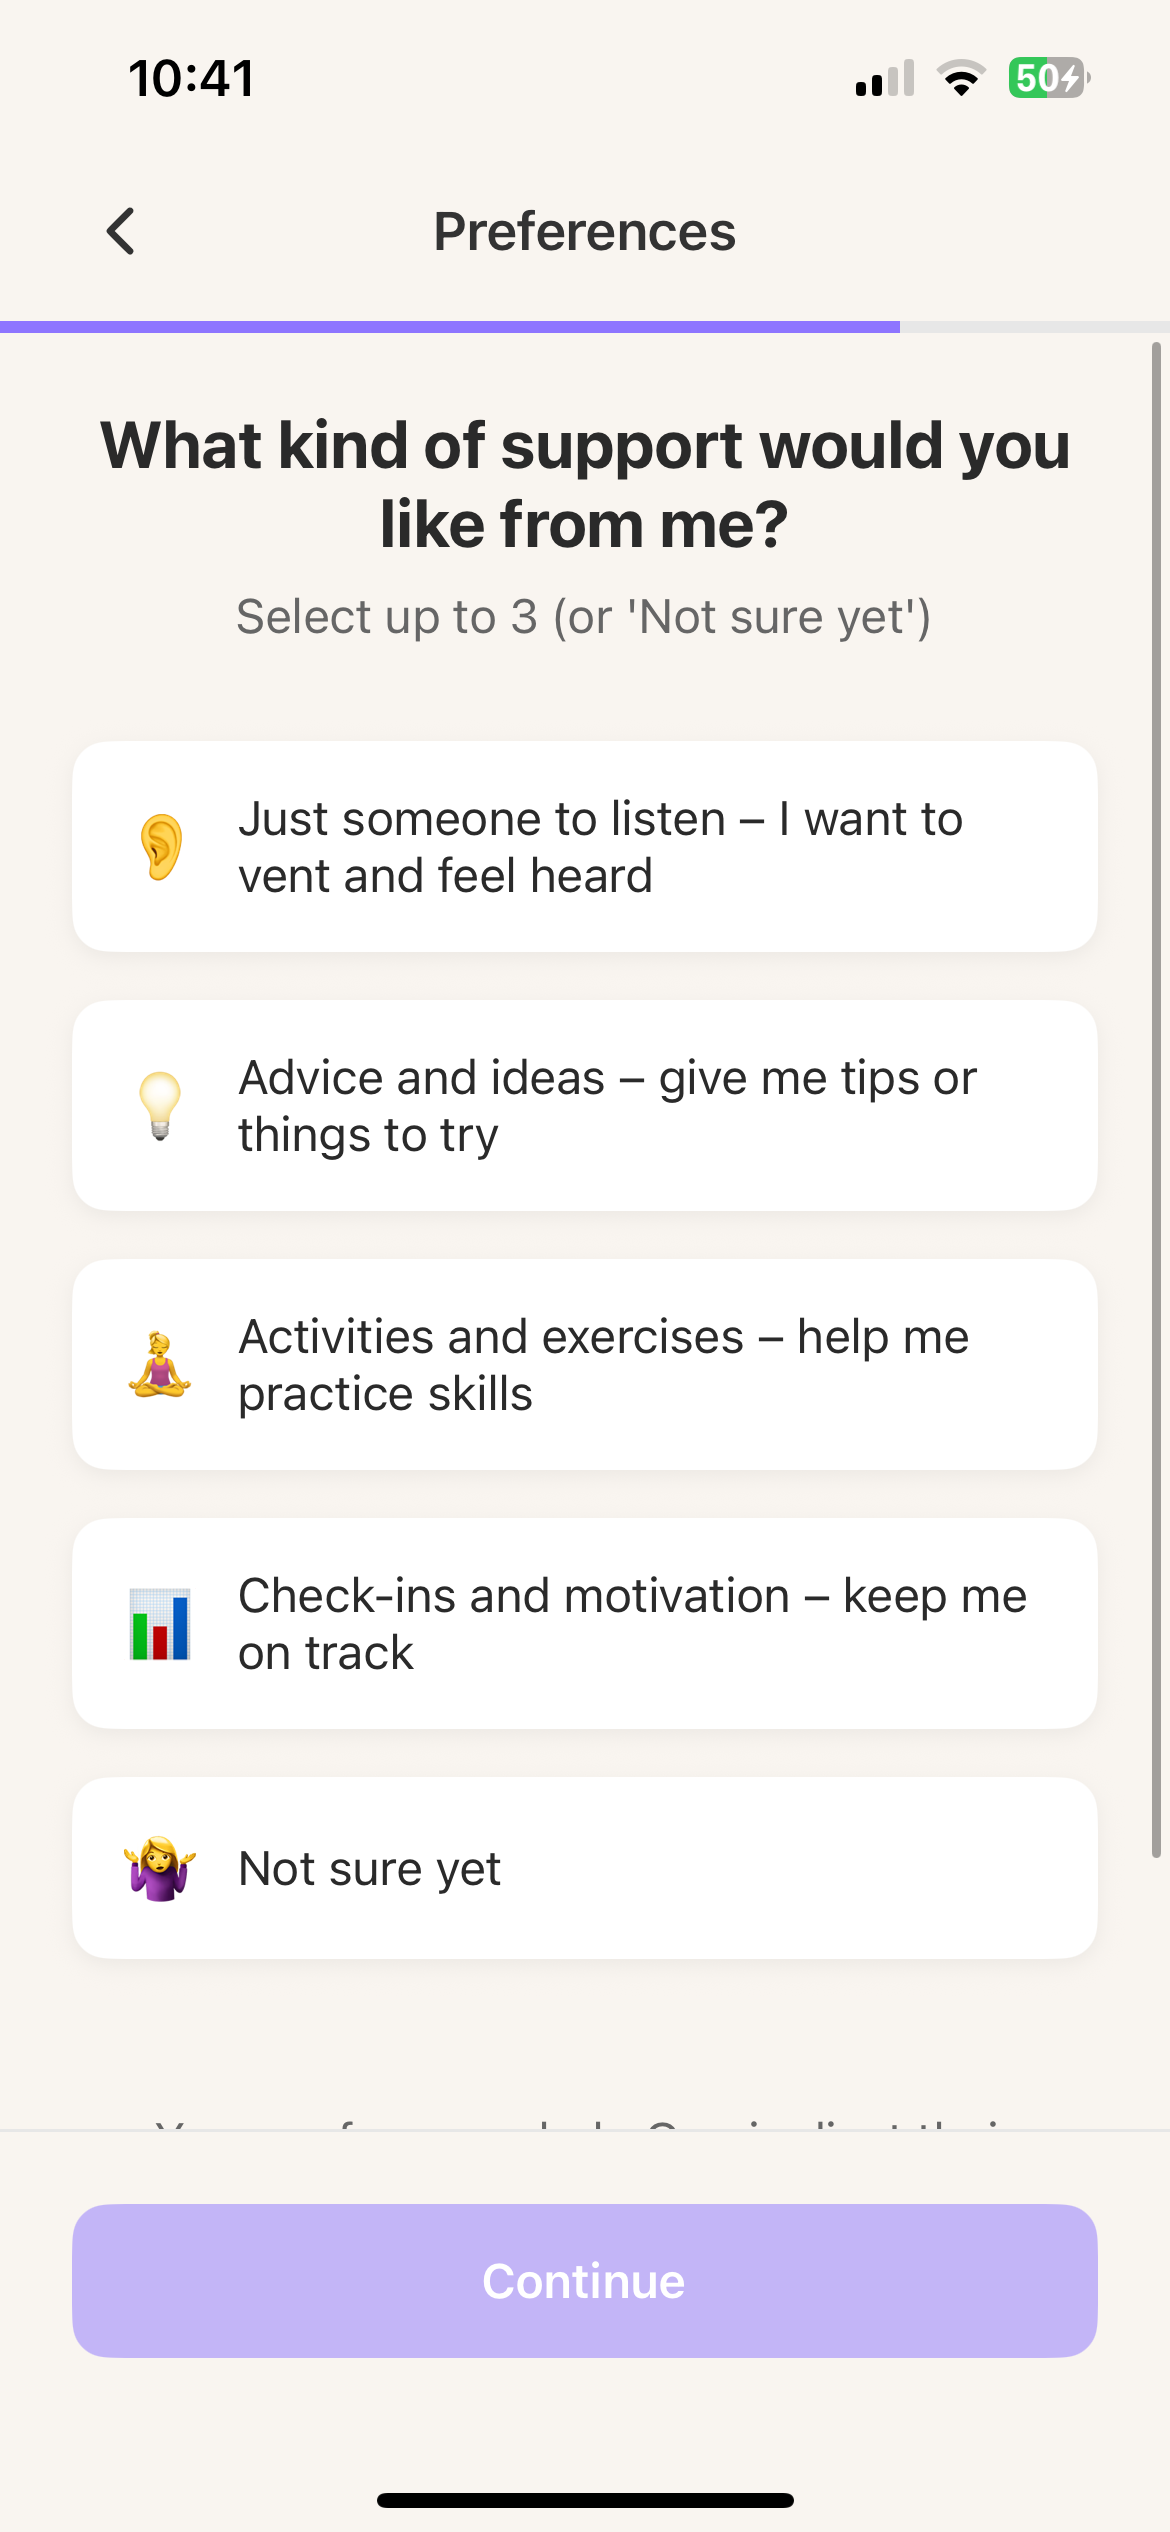 10:41
50
Preferences
What kind of support would you
like from me?
Select up to 3 (or 'Not sure yet')
Just someone to listen – I want to
vent and feel heard
Advice and ideas – give me tips or
things to try
Activities and exercises – help me
practice skills
Check-ins and motivation – keep me
on track
Not sure yet
Continue